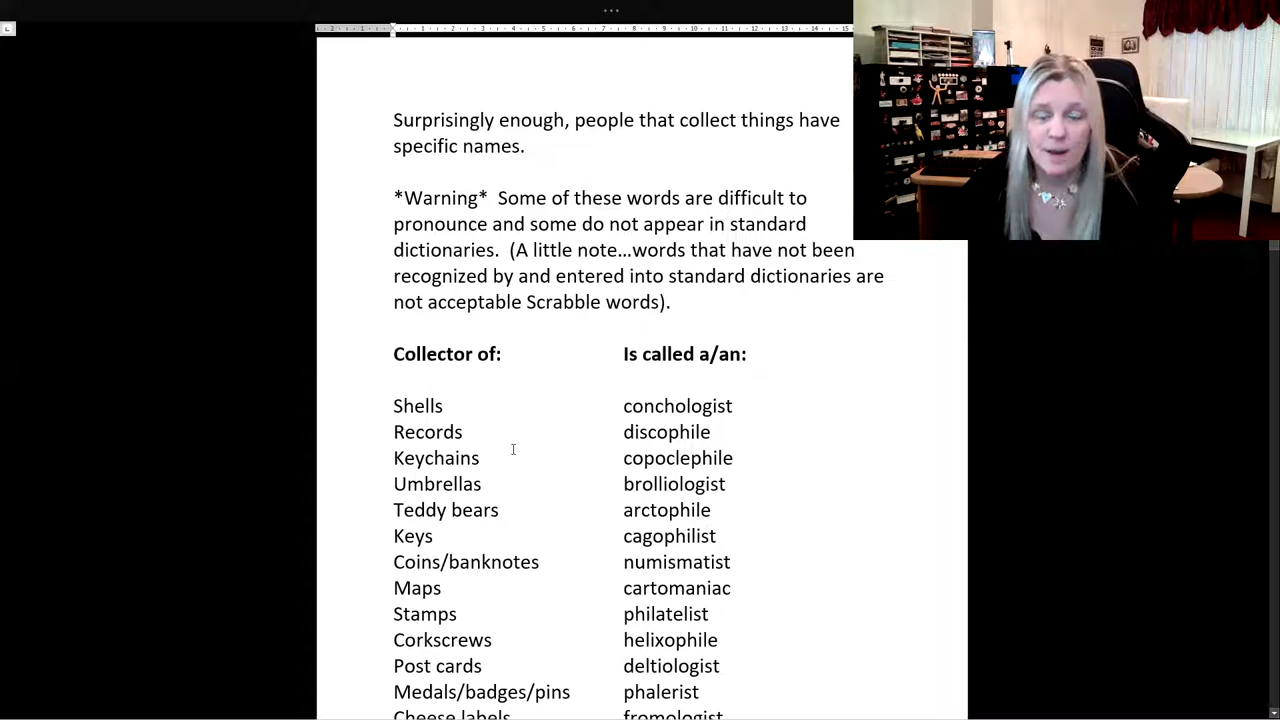 Surprisingly enough, people that collect things have
specific names.
*Warning*  Some of these words are difficult to
pronounce and some do not appear in standard
dictionaries.  (A little note...words that have not been
recognized by and entered into standard dictionaries are
not acceptable Scrabble words).
Collector of: Is called a/an:
Shells conchologist
Records discophile
Keychains copoclephile
Umbrellas brolliologist
Teddy bears arctophile
Keys cagophilist
Coins/banknotes numismatist
Maps cartomaniac
Stamps philatelist
Corkscrews helixophile
Post cards deltiologist
Medals/badges/pins phalerist
Cheese labels fromologist